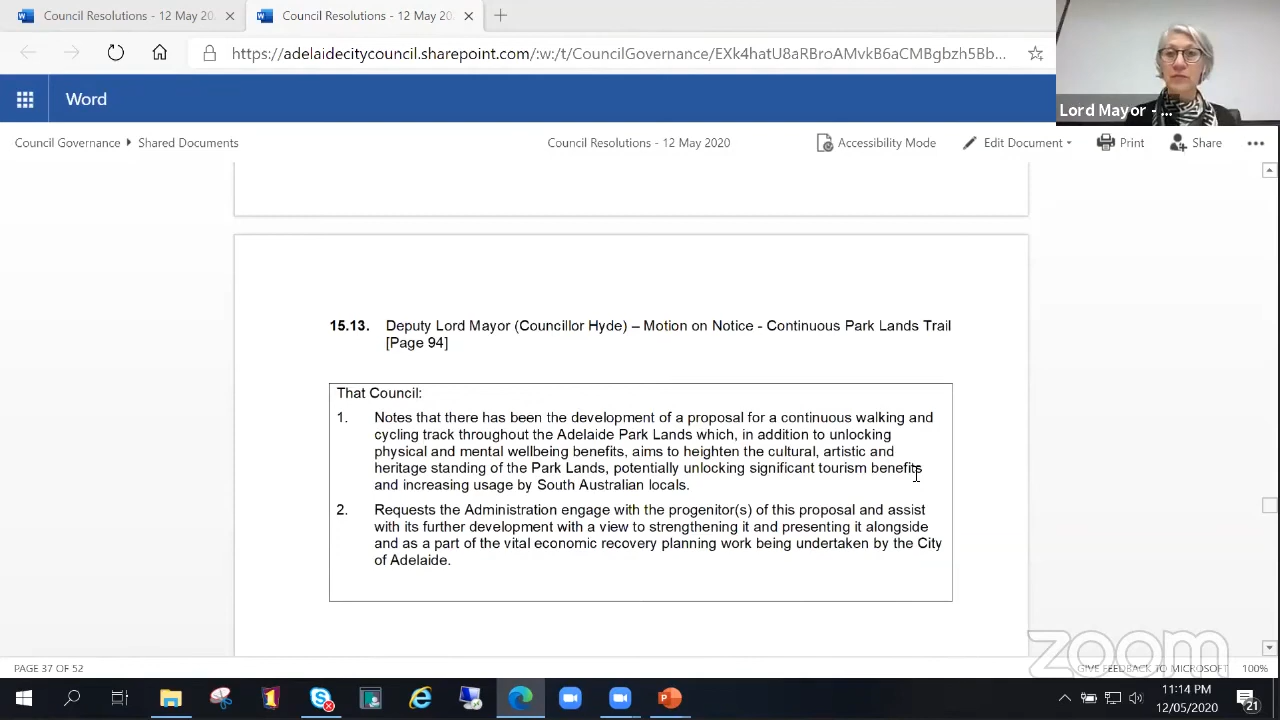 Council Resolutions - 12 May 20
Council Resolutions - 12 May 202
https://adelaidecitycouncil.sharepoint.com/:w:/t/CouncilGovernance/EXk4hatU8aRBroAMvkB6aCMBgbzh5Bb...
Lord Mayor - ...
Word
Council Governance
Shared Documents
Council Resolutions - 12 May 2020
Accessibility Mode
Edit Document
Print
Share
15.13. Deputy Lord Mayor (Councillor Hyde) – Motion on Notice - Continuous Park Lands Trail
[Page 94]
That Council:
1. Notes that there has been the development of a proposal for a continuous walking and
cycling track throughout the Adelaide Park Lands which, in addition to unlocking
physical and mental wellbeing benefits, aims to heighten the cultural, artistic and
heritage standing of the Park Lands, potentially unlocking significant tourism benefits
and increasing usage by South Australian locals.
2. Requests the Administration engage with the progenitor(s) of this proposal and assist
with its further development with a view to strengthening it and presenting it alongside
and as a part of the vital economic recovery planning work being undertaken by the City
of Adelaide.
zoom
PAGE 37 OF 52
GIVE FEEDBACK TO MICROSOFT
100%
11:14 PM
12/05/2020
21